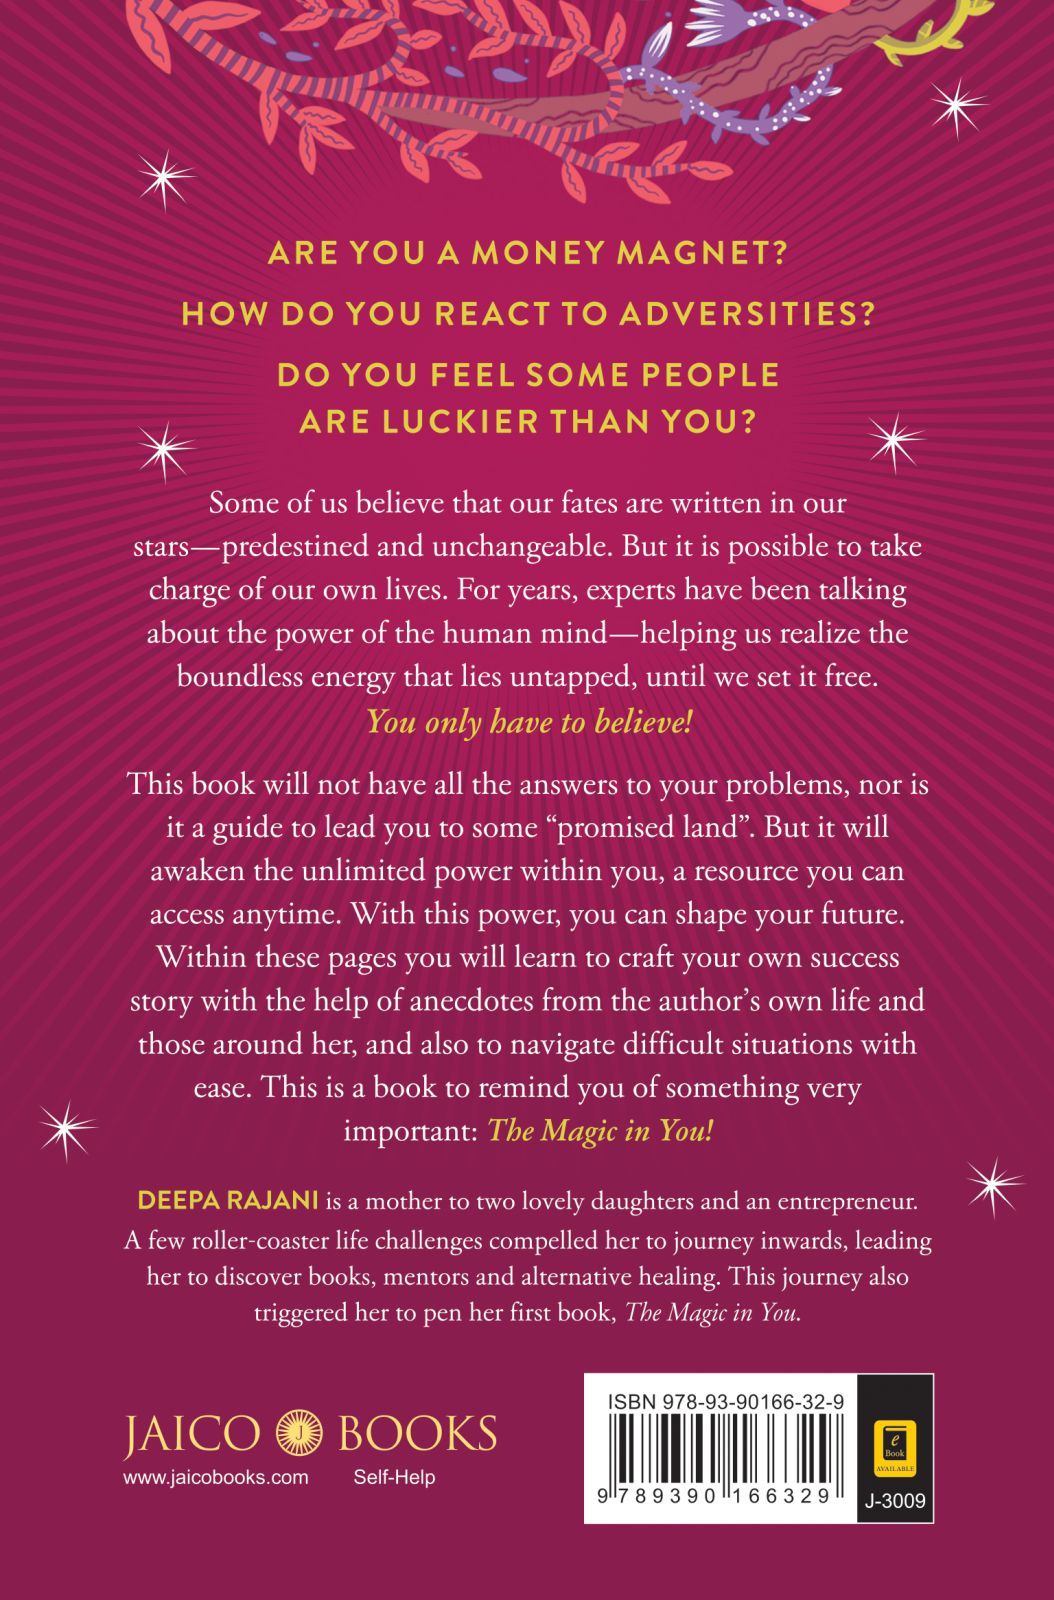 ARE YOU A MONEY MAGNET?
HOW DO YOU REACT TO ADVERSITIES?
DO YOU FEEL SOME PEOPLE
ARE LUCKIER THAN YOU?
Some of us believe that our fates are written in our
stars—predestined and unchangeable. But it is possible to take
charge of our own lives. For years, experts have been talking
about the power of the human mind—helping us realize the
boundless energy that lies untapped, until we set it free.
You only have to believe!
This book will not have all the answers to your problems, nor is
it a guide to lead you to some “promised land”. But it will
awaken the unlimited power within you, a resource you can
access anytime. With this power, you can shape your future.
Within these pages you will learn to craft your own success
story with the help of anecdotes from the author’s own life and
those around her, and also to navigate difficult situations with
ease. This is a book to remind you of something very
important: The Magic in You!
DEEPA RAJANI is a mother to two lovely daughters and an entrepreneur.
A few roller-coaster life challenges compelled her to journey inwards, leading
her to discover books, mentors and alternative healing. This journey also
triggered her to pen her first book, The Magic in You.
JAICO J BOOKS
www.jaicobooks.com Self-Help
ISBN 978-93-90166-32-9
9 789390 166329
e
Book
AVAILABLE
J-3009